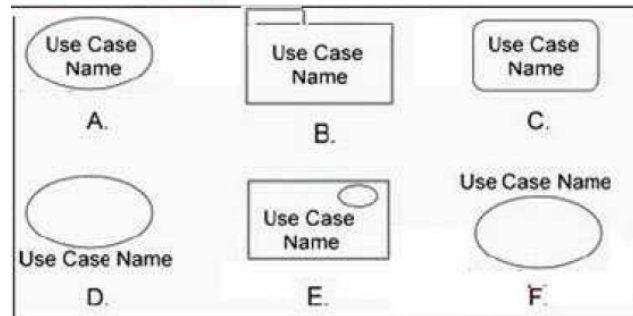 Use Case
Name
A.
Use Case
Name
B.
Use Case
Name
C.
Use Case Name
D.
Use Case
Name
E.
Use Case Name
F.